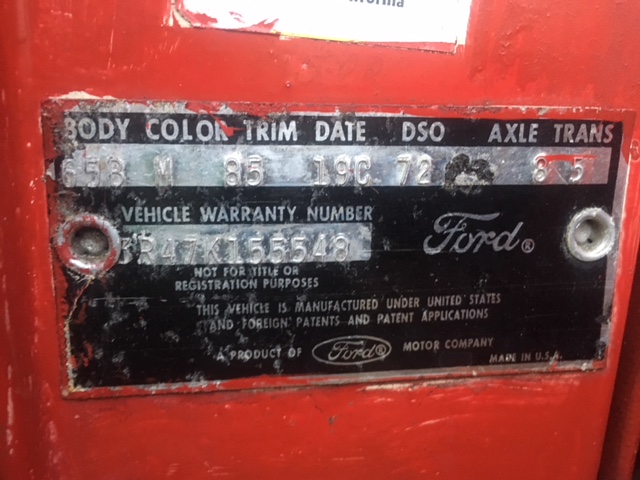 ifornia
BODY COLOR TRIM DATE DSO AXLE TRANS
65B M 85 19C 72 8 5
VEHICLE WARRANTY NUMBER
5R47K155548
Ford®
NOT FOR TITLE OR
REGISTRATION PURPOSES
THIS VEHICLE IS MANUFACTURED UNDER UNITED STATES
AND FOREIGN PATENTS AND PATENT APPLICATIONS
A PRODUCT OF Ford® MOTOR COMPANY
MADE IN U.S.A.